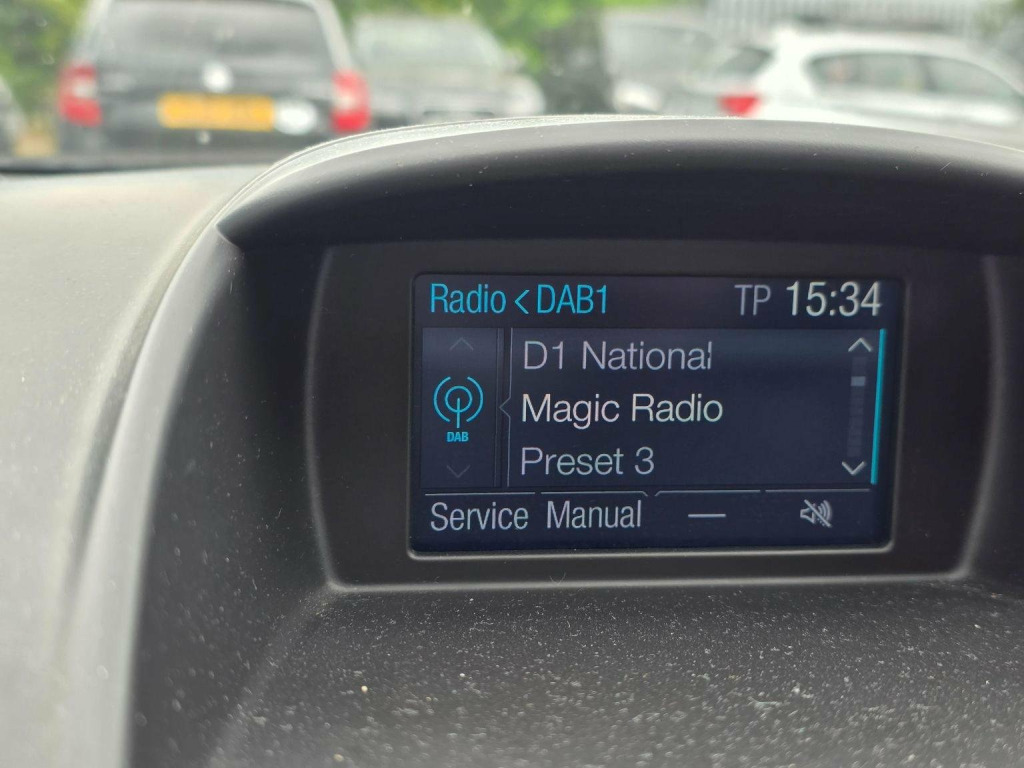 Radio < DAB1 TP 15:34
D1 National
Magic Radio
DAB
Preset 3
Service Manual —